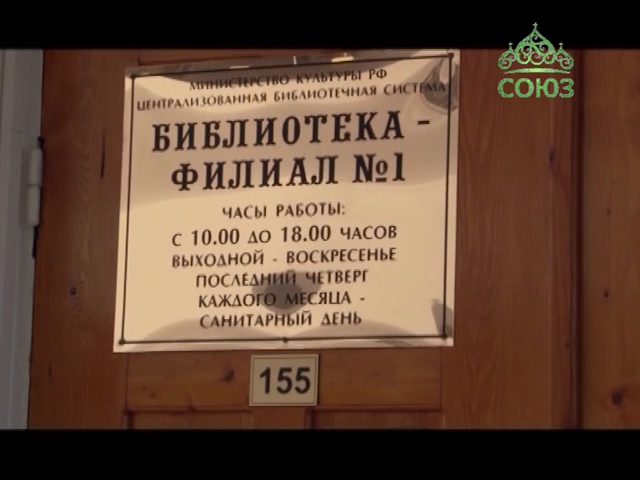 СОЮЗ
МИНИСТЕРСТВО КУЛЬТУРЫ РФ
ЦЕНТРАЛИЗОВАННАЯ БИБЛИОТЕЧНАЯ СИСТЕМА
БИБЛИОТЕКА -
ФИЛИАЛ №1
ЧАСЫ РАБОТЫ:
С 10.00 ДО 18.00 ЧАСОВ
ВЫХОДНОЙ - ВОСКРЕСЕНЬЕ
ПОСЛЕДНИЙ ЧЕТВЕРГ
КАЖДОГО МЕСЯЦА -
САНИТАРНЫЙ ДЕНЬ
155